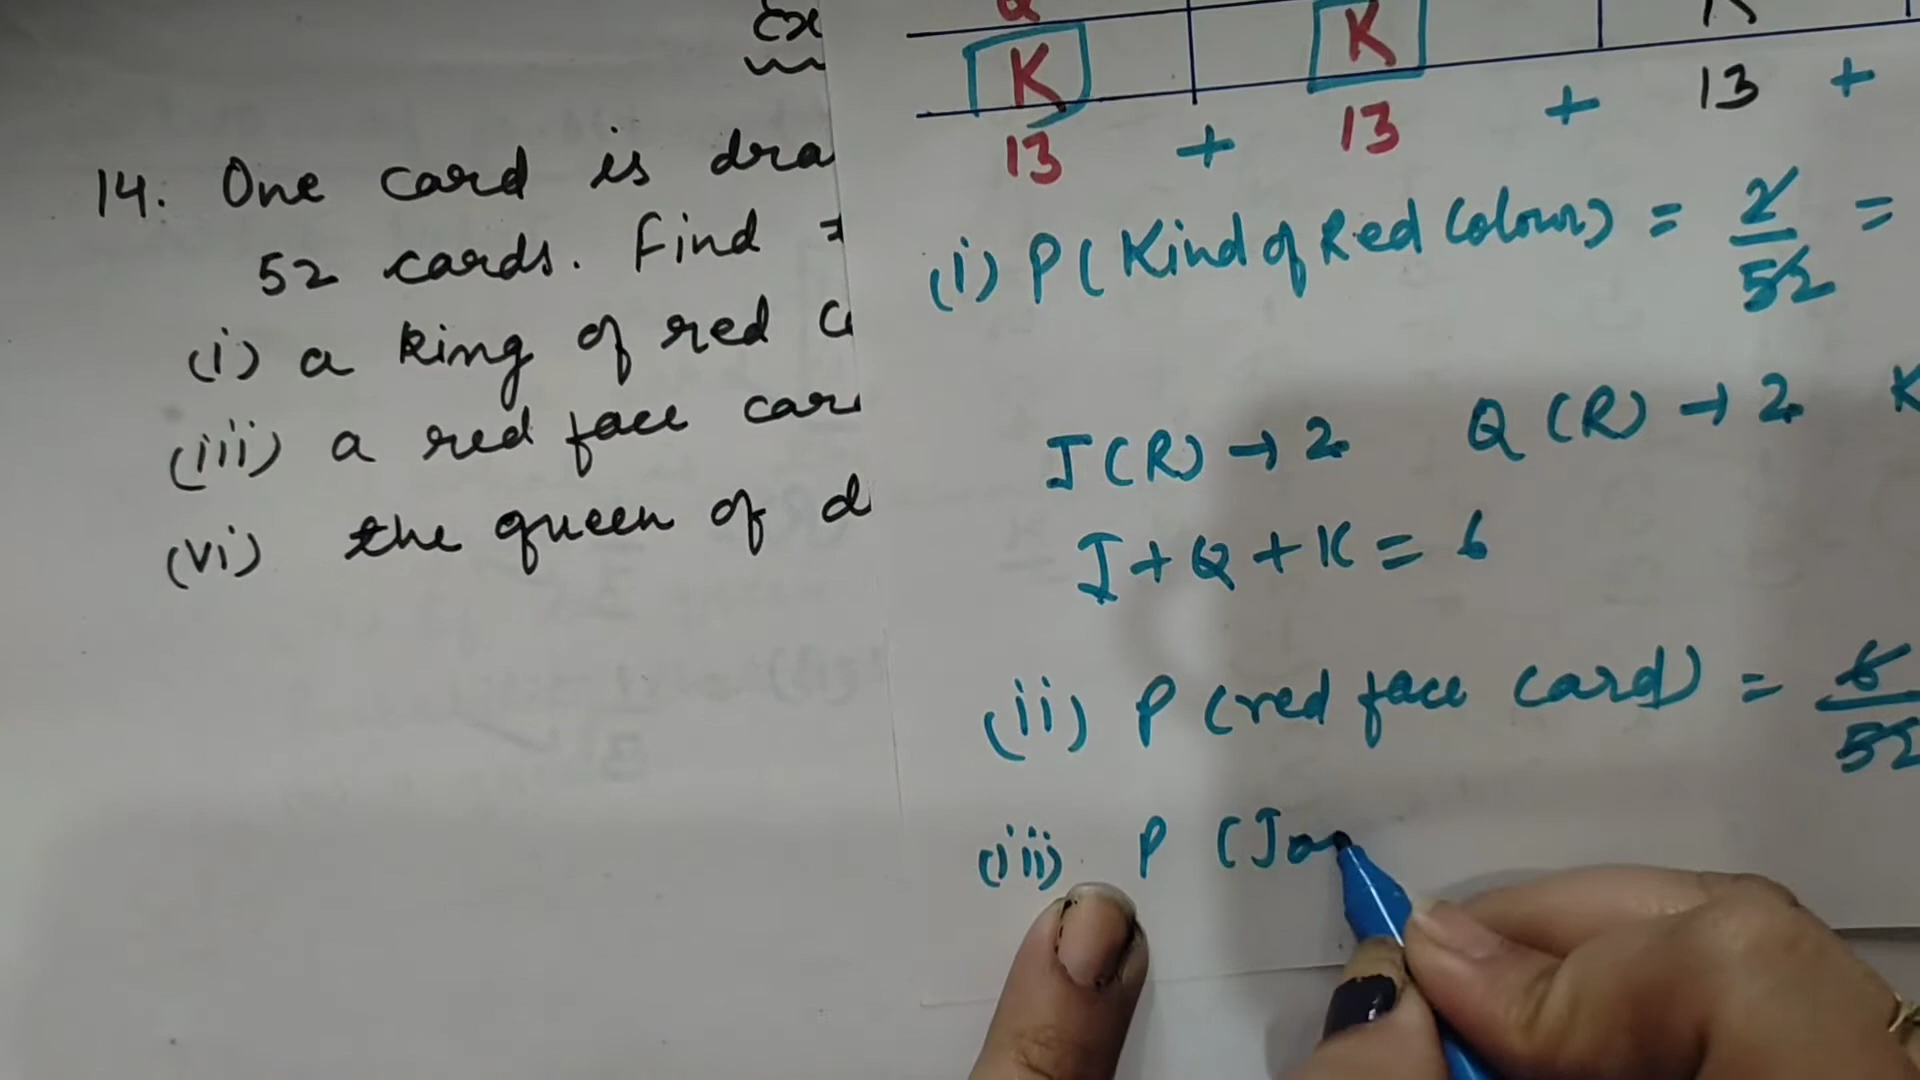 Ex
14. One card is dra
52 cards. Find
(i) a king of red c
(iii) a red face car
(vi) the queen of d
Q
K K K
13 + 13 + 13 +
(i) P( Kind of Red Colour) = 2/52 =
J(R) → 2 Q (R) → 2 K
J + Q + K = 6
(ii) P (red face card) = 6/52
(iii) P (Ja